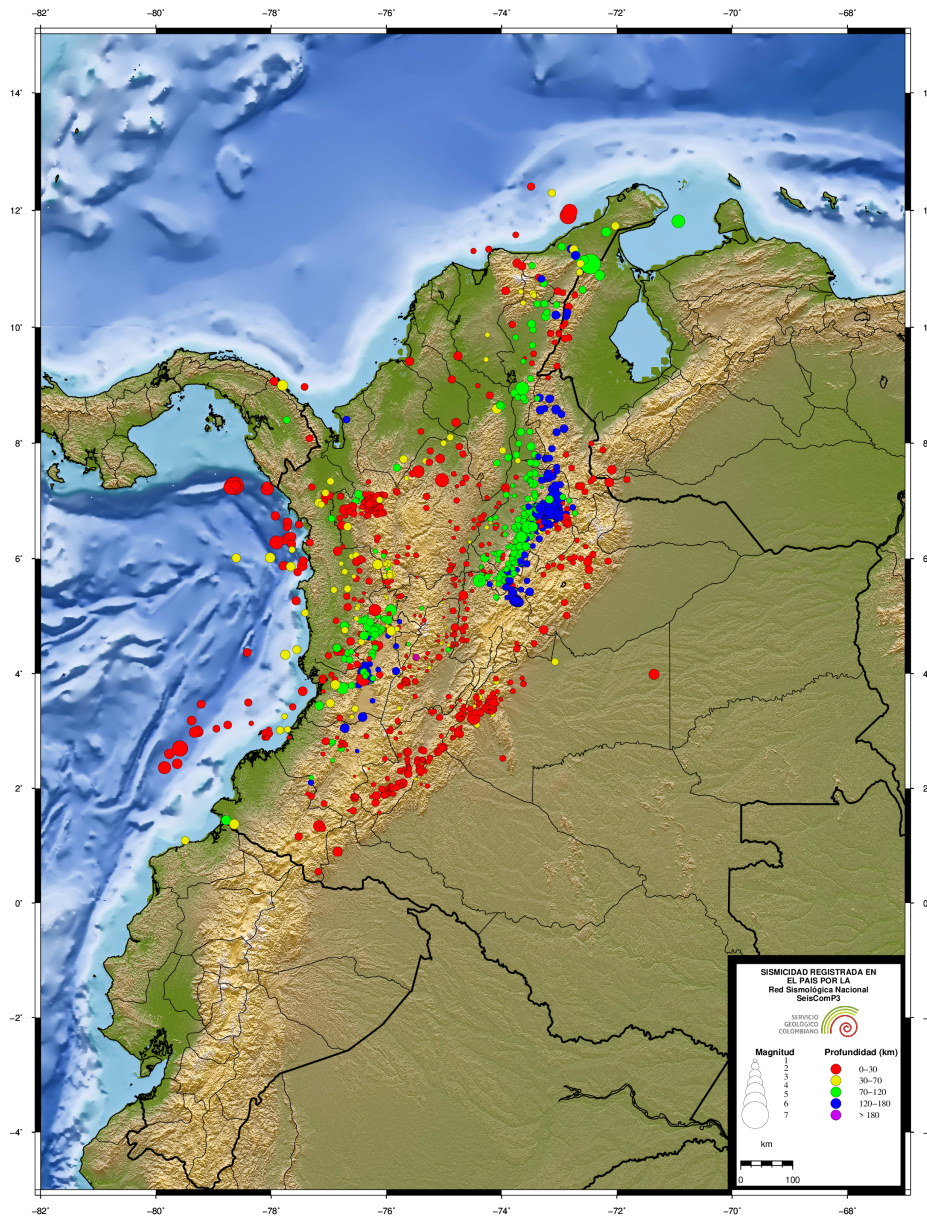 −82˚ −80˚ −78˚ −76˚ −74˚ −72˚ −70˚ −68˚
14˚
12˚
10˚
8˚
6˚
4˚
2˚
0˚
−2˚
−4˚
−82˚ −80˚ −78˚ −76˚ −74˚ −72˚ −70˚ −68˚
SISMICIDAD REGISTRADA EN
EL PAIS POR LA
Red Sismológica Nacional
SeisComP3
SERVICIO
GEOLÓGICO
COLOMBIANO
Magnitud
1
2
3
4
5
6
7
Profundidad (km)
0−30
30−70
70−120
120−180
> 180
km
0 100